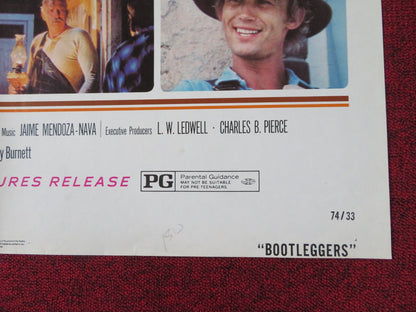 Music JAIME MENDOZA-NAVA | Executive Producers L. W. LEDWELL · CHARLES B. PIERCE
y Burnett
URES RELEASE PG Parental Guidance
MAY NOT BE SUITABLE FOR PRE TEENAGERS
74/33
"BOOTLEGGERS"